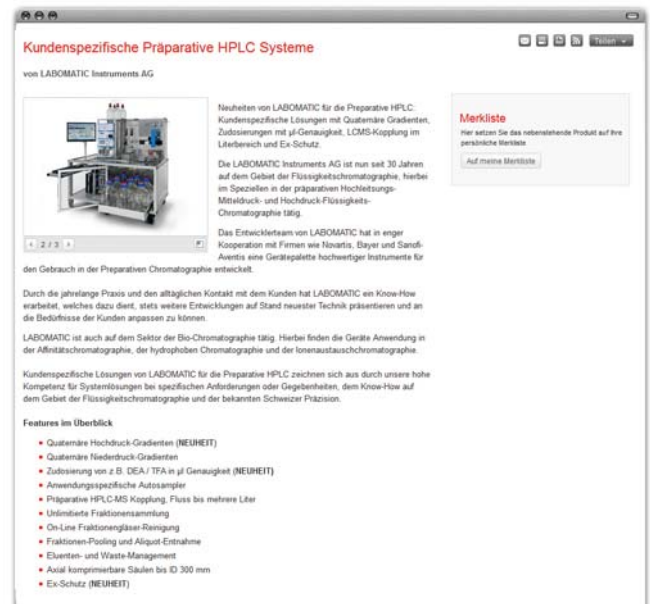 Kundenspezifische Präparative HPLC Systeme
Teilen
von LABOMATIC Instruments AG
Neuheiten von LABOMATIC für die Preparative HPLC:
Kundenspezifische Lösungen mit Quaternäre Gradienten,
Zudosierungen mit µl-Genauigkeit, LCMS-Kopplung im
Literbereich und Ex-Schutz.
Die LABOMATIC Instruments AG ist nun seit 30 Jahren
auf dem Gebiet der Flüssigkeitschromatographie, hierbei
im Speziellen in der präparativen Hochleitsungs-
Mitteldruck- und Hochdruck-Flüssigkeits-
Chromatographie tätig.
Das Entwicklerteam von LABOMATIC hat in enger
Kooperation mit Firmen wie Novartis, Bayer und Sanofi-
Aventis eine Gerätepalette hochwertiger Instrumente für
den Gebrauch in der Preparativen Chromatographie entwickelt.
2 / 3
Durch die jahrelange Praxis und den alltäglichen Kontakt mit dem Kunden hat LABOMATIC ein Know-How
erarbeitet, welches dazu dient, stets weitere Entwicklungen auf Stand neuester Technik präsentieren und an
die Bedürfnisse der Kunden anpassen zu können.
LABOMATIC ist auch auf dem Sektor der Bio-Chromatographie tätig. Hierbei finden die Geräte Anwendung in
der Affinitätschromatographie, der hydrophoben Chromatographie und der Ionenaustauschchromatographie.
Kundenspezifische Lösungen von LABOMATIC für die Preparative HPLC zeichnen sich aus durch unsere hohe
Kompetenz für Systemlösungen bei spezifischen Anforderungen oder Gegebenheiten, dem Know-How auf
dem Gebiet der Flüssigkeitschromatographie und der bekannten Schweizer Präzision.
Features im Überblick
Quaternäre Hochdruck-Gradienten (NEUHEIT)
Quaternäre Niederdruck-Gradienten
Zudosierung von z.B. DEA / TFA in µl Genauigkeit (NEUHEIT)
Anwendungsspezifische Autosampler
Präparative HPLC-MS Kopplung, Fluss bis mehrere Liter
Unlimitierte Fraktionensammlung
On-Line Fraktionengläser-Reinigung
Fraktionen-Pooling und Aliquot-Entnahme
Eluenten- und Waste-Management
Axial komprimierbare Säulen bis ID 300 mm
Ex-Schutz (NEUHEIT)
Merkliste
Hier setzen Sie das nebenstehende Produkt auf Ihre
persönliche Merkliste
Auf meine Merkliste